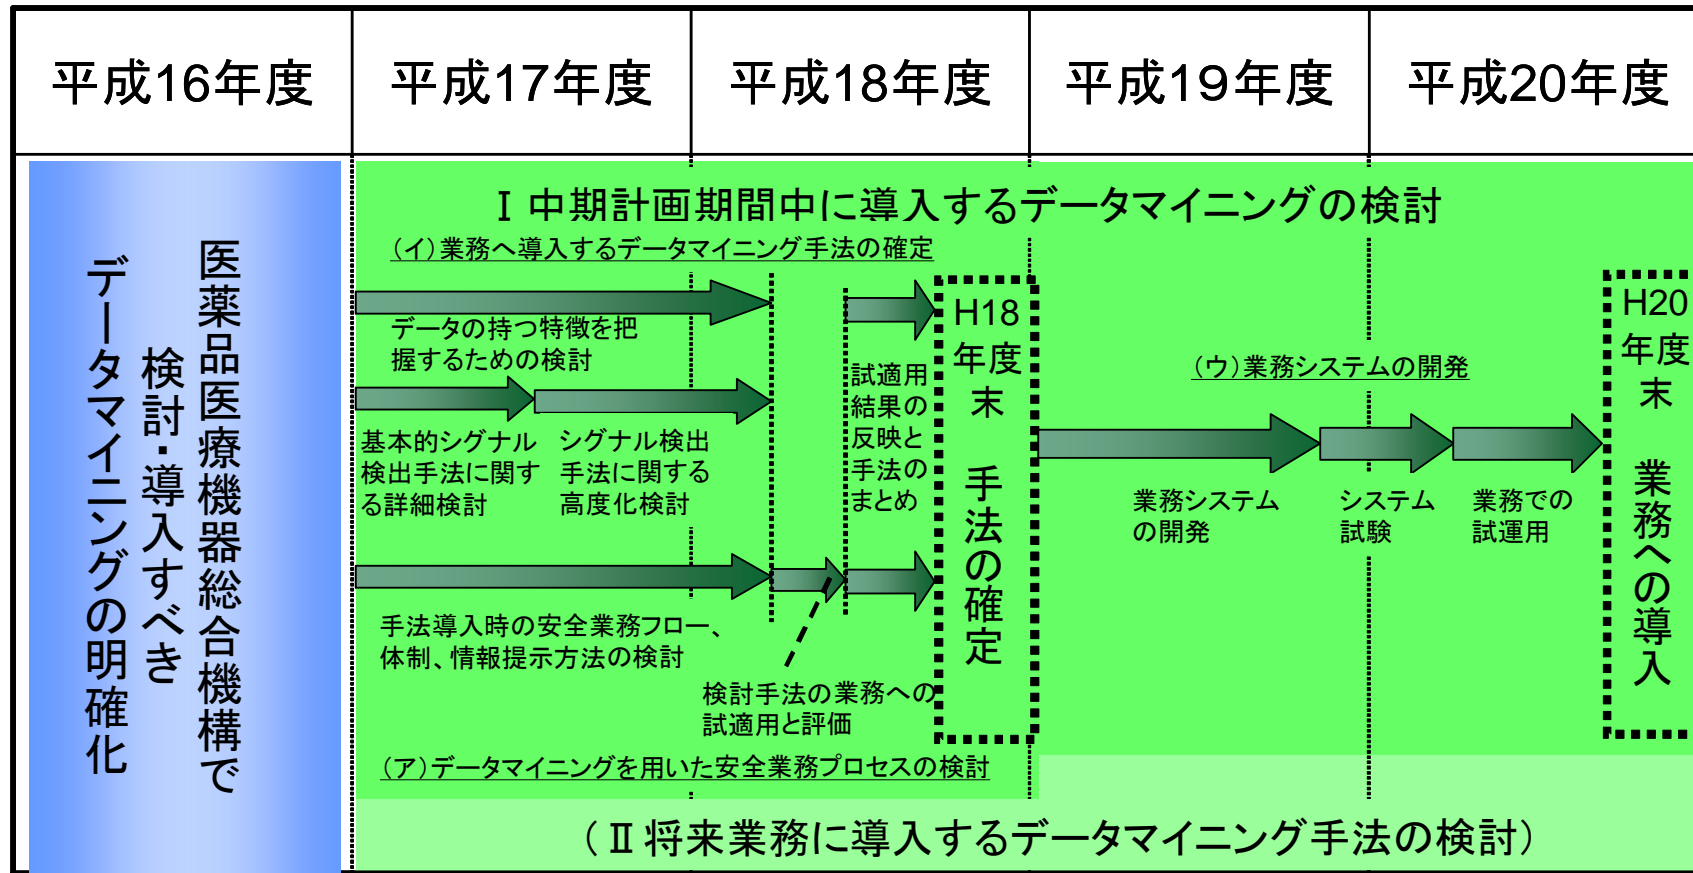 平成16年度
平成17年度
平成18年度
平成19年度
平成20年度
医薬品医療機器総合機構で
検討・導入すべき
データマイニングの明確化
Ⅰ中期計画期間中に導入するデータマイニングの検討
(イ)業務へ導入するデータマイニング手法の確定
データの持つ特徴を把
握するための検討
基本的シグナル
検出手法に関す
る詳細検討
シグナル検出
手法に関する
高度化検討
試適用
結果の
反映と
手法の
まとめ
手法導入時の安全業務フロー、
体制、情報提示方法の検討
検討手法の業務への
試適用と評価
(ア)データマイニングを用いた安全業務プロセスの検討
H18
年度
末
手法の確定
(ウ)業務システムの開発
業務システム
の開発
システム
試験
業務での
試運用
H20
年度
末
業務への導入
(Ⅱ将来業務に導入するデータマイニング手法の検討)